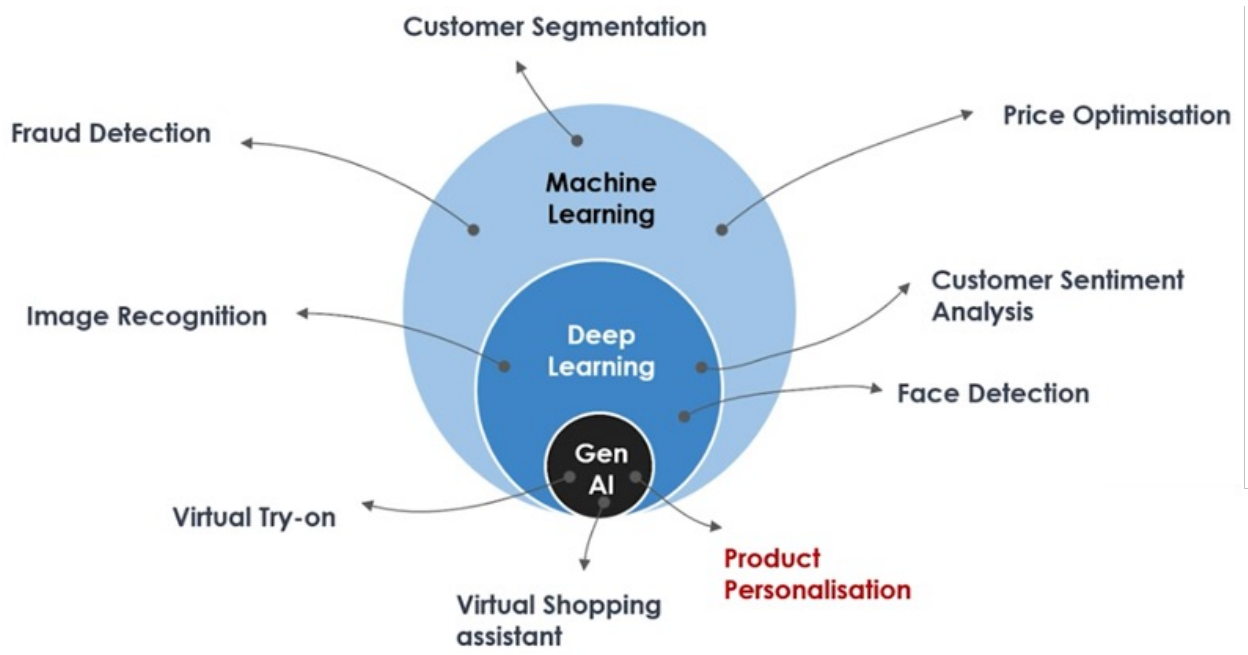 Customer Segmentation
Fraud Detection
Price Optimisation
Machine
Learning
Image Recognition
Customer Sentiment
Analysis
Deep
Learning
Face Detection
Gen
AI
Virtual Try-on
Product
Personalisation
Virtual Shopping
assistant